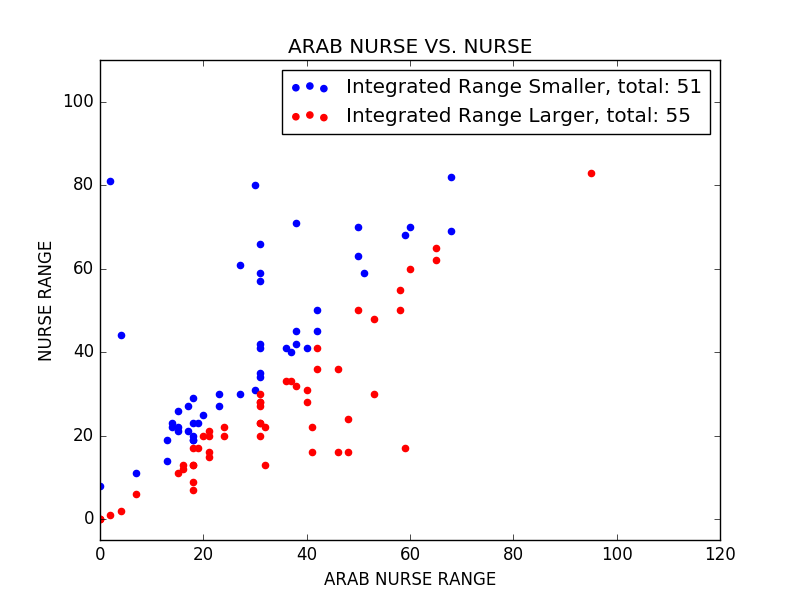 ARAB NURSE VS. NURSE
Integrated Range Smaller, total: 51
Integrated Range Larger, total: 55
NURSE RANGE
100
80
60
40
20
0
0 20 40 60 80 100 120
ARAB NURSE RANGE